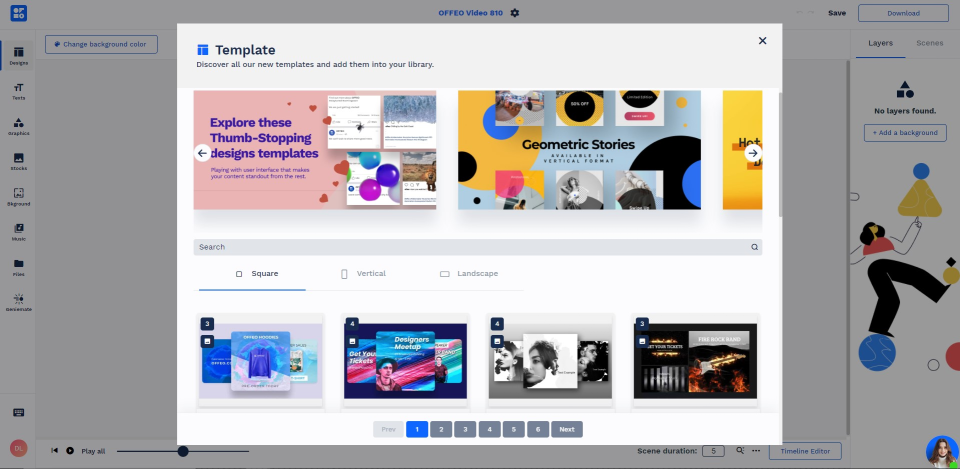 OFFEO Video 810
Save
Download
Change background color
Layers
Scenes
Designs
Texts
Graphics
Stocks
Bkground
Music
Files
No layers found.
+ Add a background
Template
Discover all our new templates and add them into your library.
Explore these
Thumb-Stopping
designs templates
Playing with user interface that makes
your content standout from the rest.
50% OFF
Geometric Stories
AVAILABLE IN
VERTICAL FORMAT
Hot
Search
Square
Vertical
Landscape
3
OFFEO HOODIES
4
Designers
Meetup
Get You
Tickets
4
3
FIRE ROCK BAND
GET YOUR TICKETS
Prev
1
2
3
4
5
6
Next
DL
Play all
Scene duration:
5
Timeline Editor